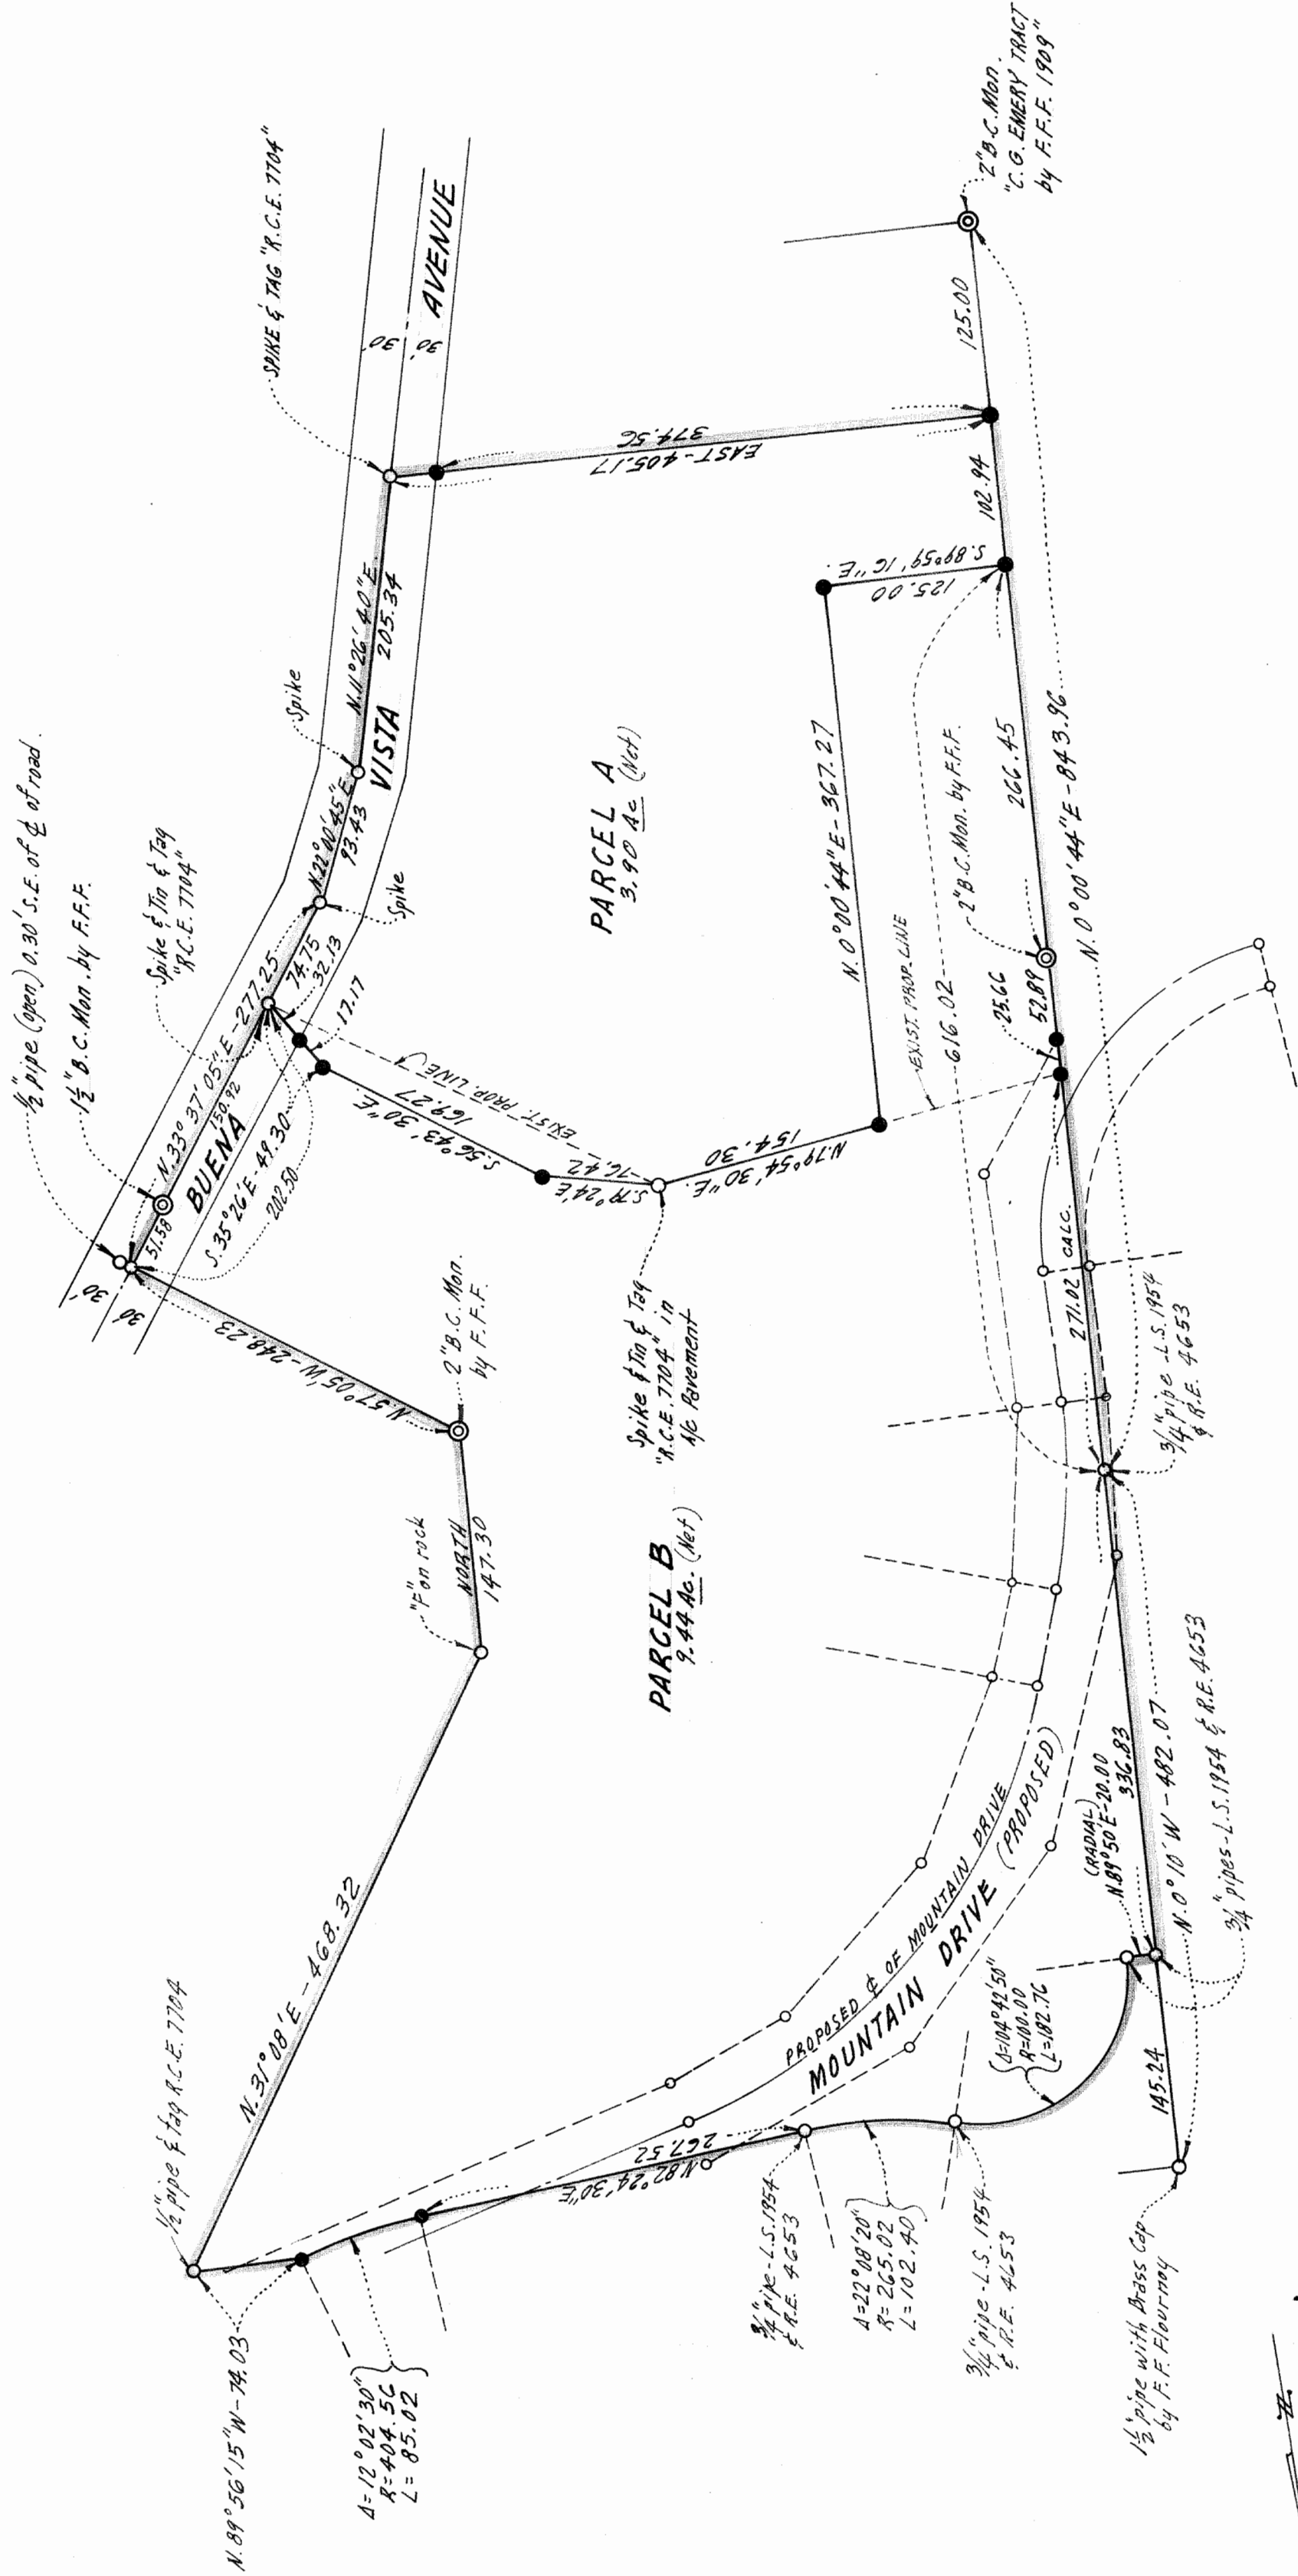 1/2" pipe (open) 0.30' S.E. of ℄ of road.
1 1/2" B.C. Mon. by F.F.F.
Spike & Tin & Tag
"R.C.E. 7704"
SPIKE & TAG "R.C.E. 7704"
30'
30'
N.33°37'05"E - 277.25
51.58
150.92
74.75
BUENA
VISTA
AVENUE
30'
30'
Spike
N.22°00'45"E
93.43
Spike
N.11°26'40"E
205.34
S.35°26'E - 49.30
202.50
32.13
17.17
EXIST. PROP. LINE
S.56°43'30"E
169.27
S.79°24'E
76.42
N.79°54'30"E
154.30
EAST - 405.17
374.56
PARCEL A
3.90 Ac (Net)
N.0°00'44"E - 367.27
S.89°59'16"E
125.00
EXIST. PROP. LINE
616.02
2" B.C. Mon. by F.F.F.
25.66
52.89
266.45
102.94
125.00
N.0°00'44"E - 843.96
2" B.C. Mon.
"C.G. EMERY TRACT
by F.F.F. 1909"
N.57°05'W - 248.23
2" B.C. Mon.
by F.F.F.
NORTH
147.30
"F" on rock
Spike & Tin & Tag
"R.C.E. 7704" in
A/c Pavement
PARCEL B
9.44 Ac. (Net)
1/2" pipe & Tag R.C.E. 7704
N.31°08'E - 468.32
N.89°56'15"W - 74.03
Δ=12°02'30"
R=404.56
L=85.02
N.82°24'30"E
267.52
3/4" pipe - L.S. 1954
& R.E. 4653
Δ=22°08'20"
R=265.02
L=102.40
3/4" pipe - L.S. 1954
& R.E. 4653
PROPOSED ℄ OF MOUNTAIN DRIVE
MOUNTAIN DRIVE (PROPOSED)
Δ=104°42'50"
R=100.00
L=182.76
(RADIAL)
N.89°50'E - 20.00
336.83
271.02 CALC.
3/4" pipe - L.S. 1954
& R.E. 4653
N.0°10'W - 482.07
3/4" pipes - L.S. 1954 & R.E. 4653
145.24
1 1/2" pipe with Brass Cap
by F.F. Flournoy